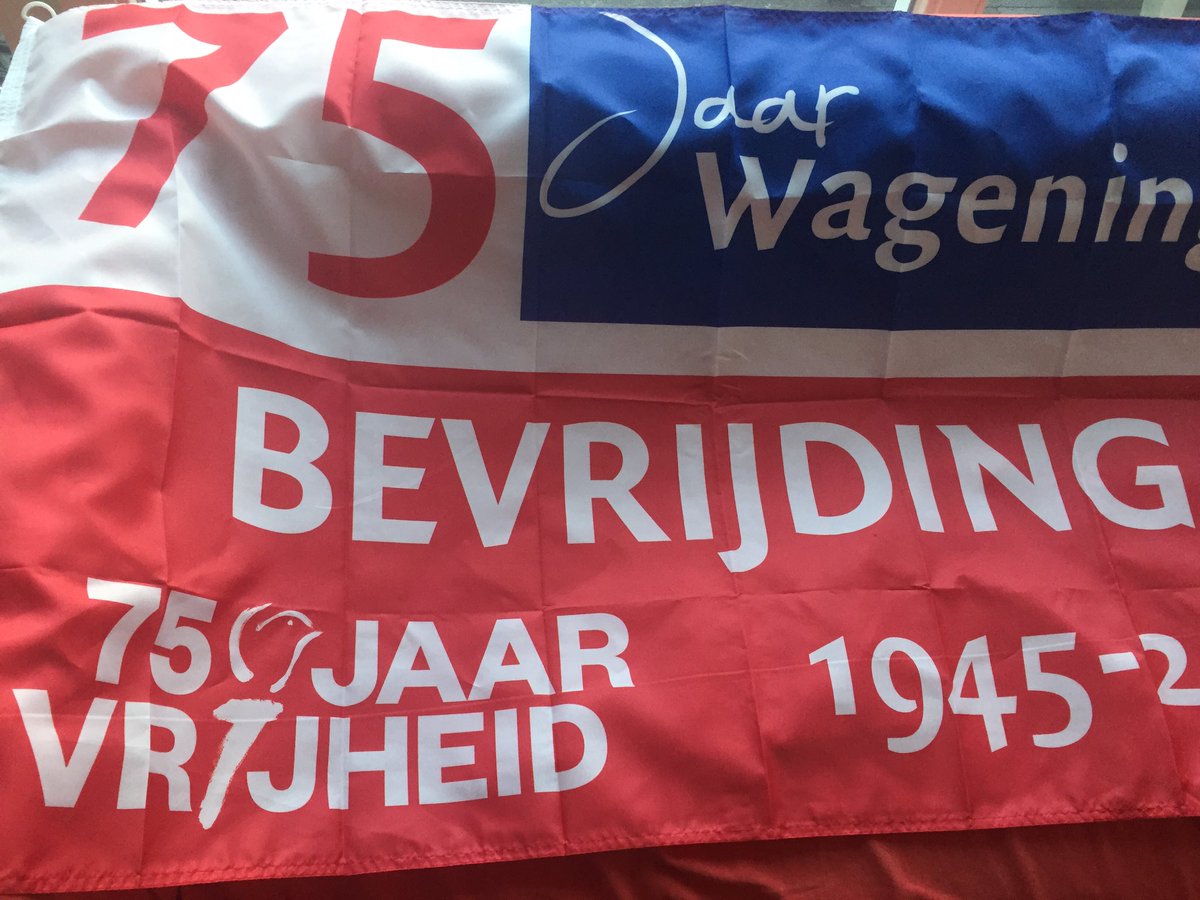 75 Jaar
Wagening
BEVRIJDING
75 JAAR
VRIJHEID
1945-2